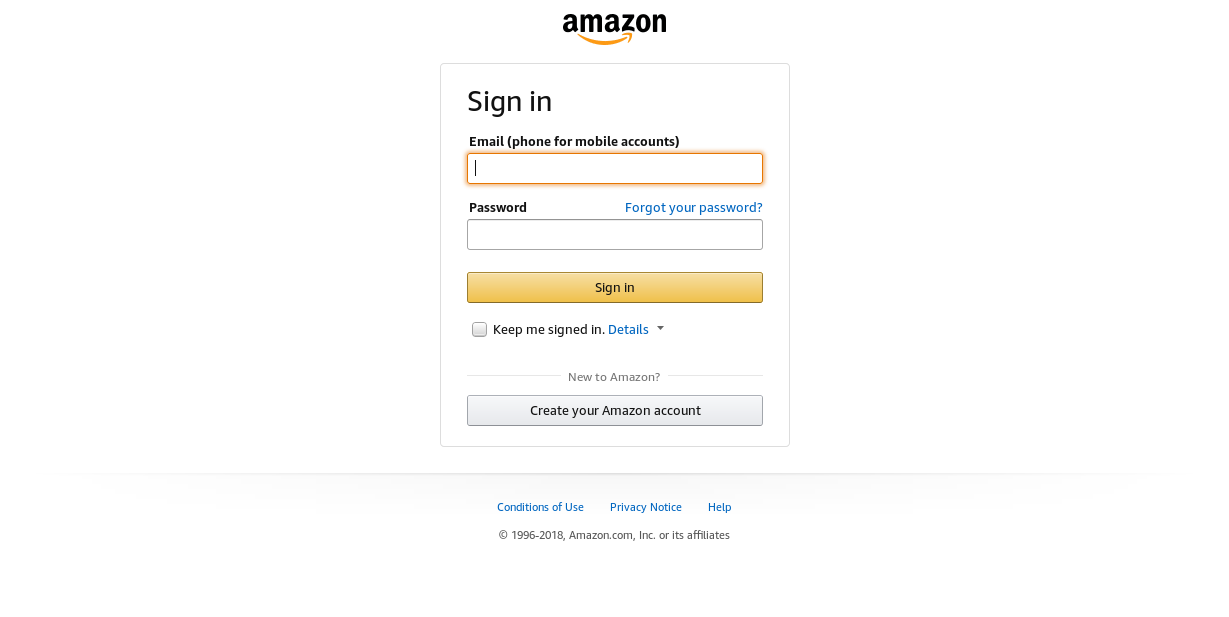 amazon
Sign in
Email (phone for mobile accounts)
Password Forgot your password?
Sign in
Keep me signed in. Details
New to Amazon?
Create your Amazon account
Conditions of Use Privacy Notice Help
© 1996-2018, Amazon.com, Inc. or its affiliates